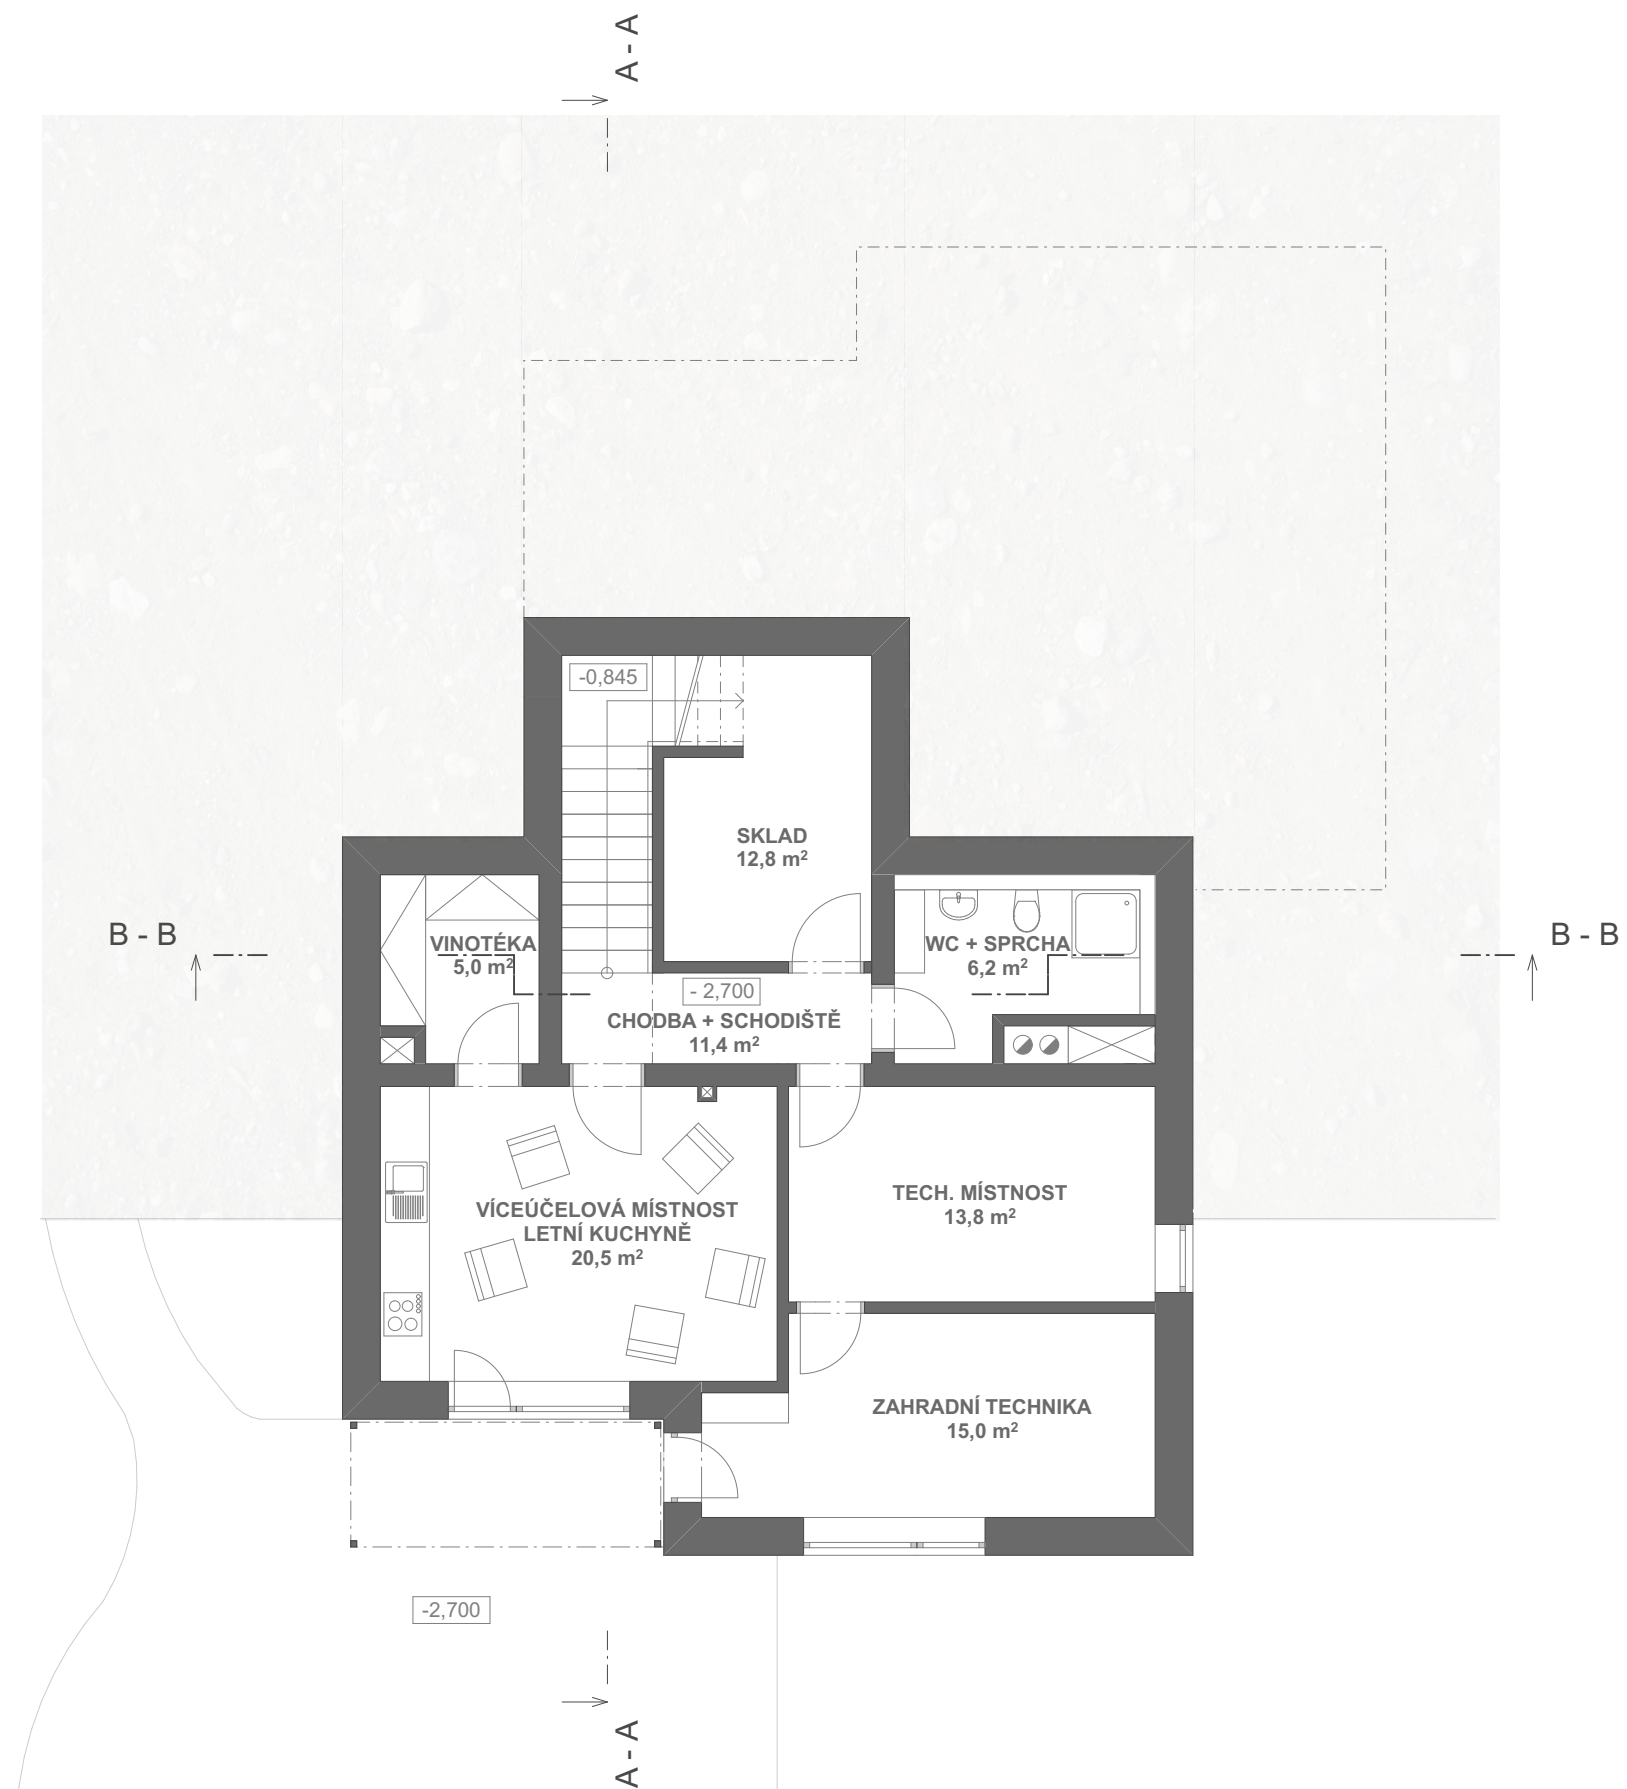 A - A
-0,845
SKLAD
12,8 m²
B - B
VINOTÉKA
5,0 m²
WC + SPRCHA
6,2 m²
B - B
- 2,700
CHODBA + SCHODIŠTĚ
11,4 m²
TECH. MÍSTNOST
13,8 m²
VÍCEÚČELOVÁ MÍSTNOST
LETNÍ KUCHYNĚ
20,5 m²
ZAHRADNÍ TECHNIKA
15,0 m²
-2,700
A - A